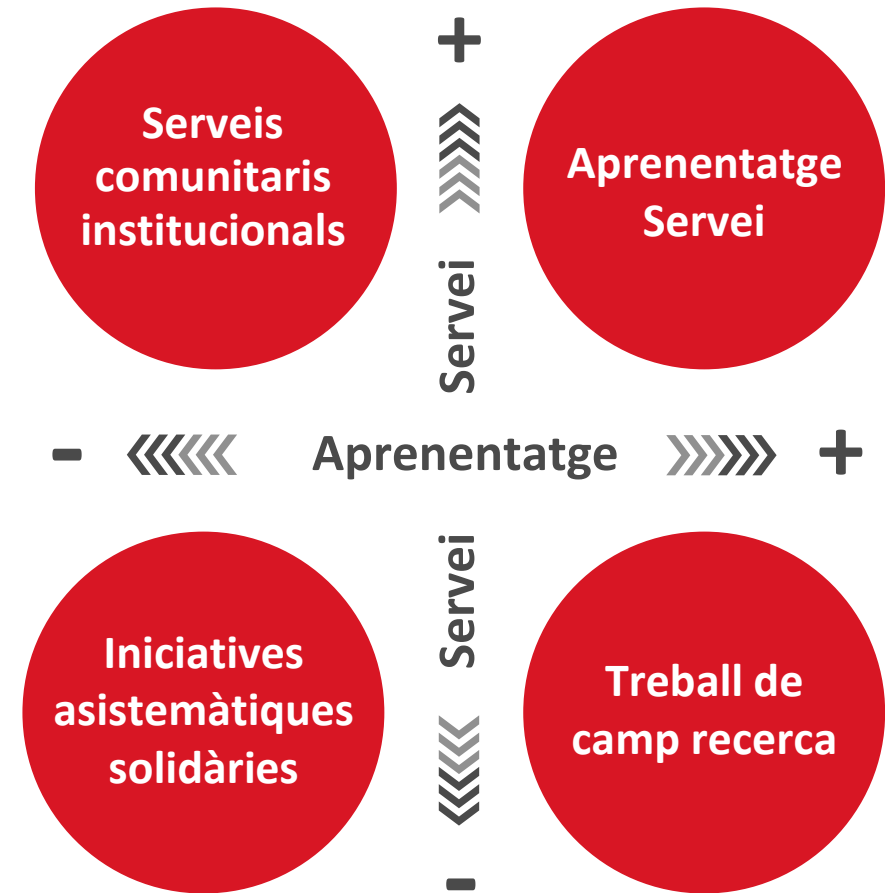 +
Serveis
comunitaris
institucionals
Aprenentatge
Servei
Servei
- Aprenentatge +
Servei
Iniciatives
asistemàtiques
solidàries
Treball de
camp recerca
-